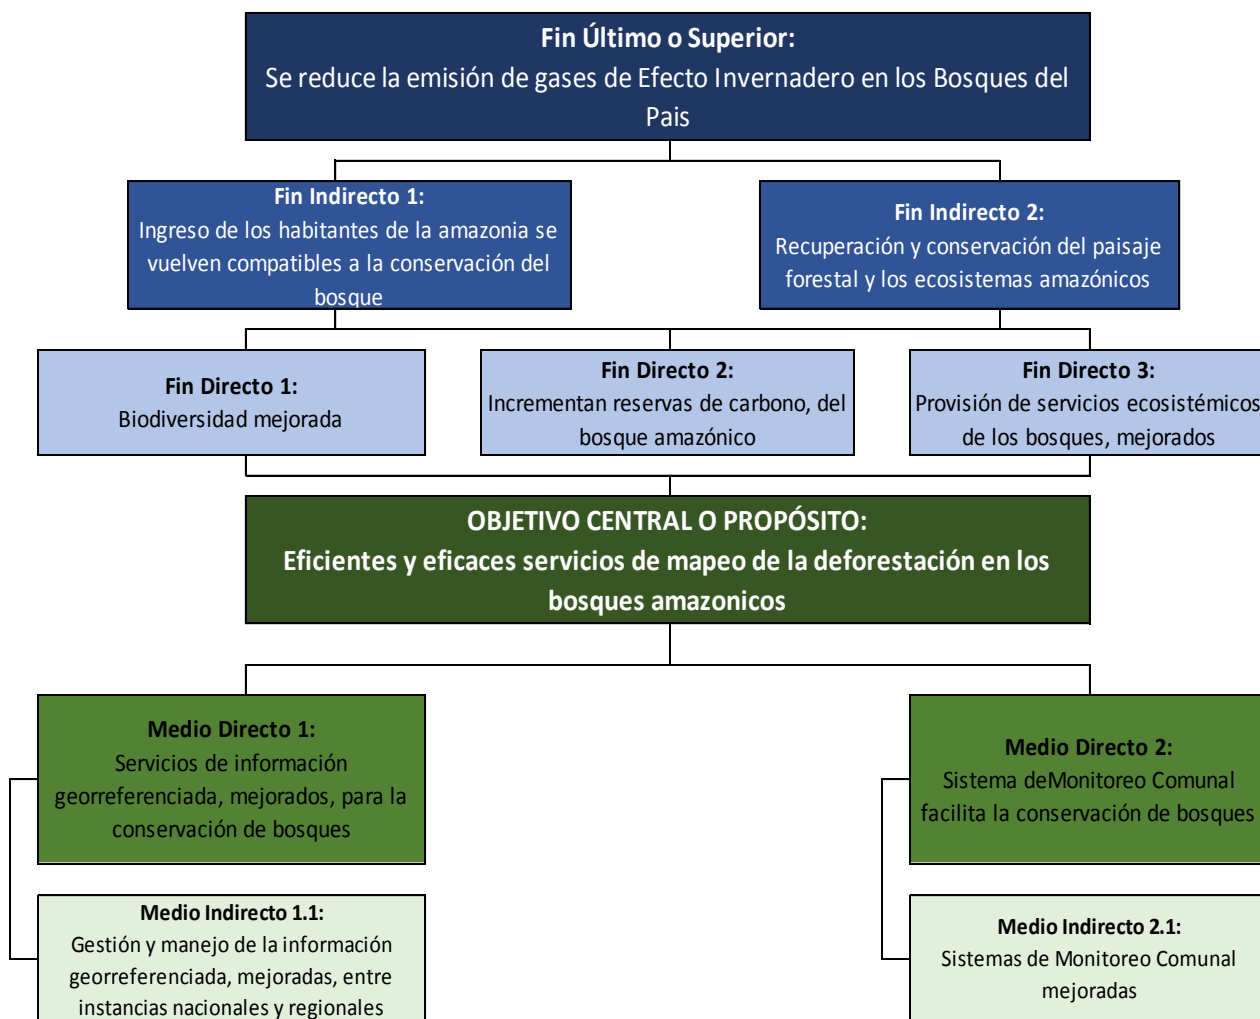 Fin Último o Superior:
Se reduce la emisión de gases de Efecto Invernadero en los Bosques del
Pais
Fin Indirecto 1:
Ingreso de los habitantes de la amazonia se
vuelven compatibles a la conservación del
bosque
Fin Indirecto 2:
Recuperación y conservación del paisaje
forestal y los ecosistemas amazónicos
Fin Directo 1:
Biodiversidad mejorada
Fin Directo 2:
Incrementan reservas de carbono, del
bosque amazónico
Fin Directo 3:
Provisión de servicios ecosistémicos
de los bosques, mejorados
OBJETIVO CENTRAL O PROPÓSITO:
Eficientes y eficaces servicios de mapeo de la deforestación en los
bosques amazonicos
Medio Directo 1:
Servicios de información
georreferenciada, mejorados, para la
conservación de bosques
Medio Directo 2:
Sistema deMonitoreo Comunal
facilita la conservación de bosques
Medio Indirecto 1.1:
Gestión y manejo de la información
georreferenciada, mejoradas, entre
instancias nacionales y regionales
Medio Indirecto 2.1:
Sistemas de Monitoreo Comunal
mejoradas